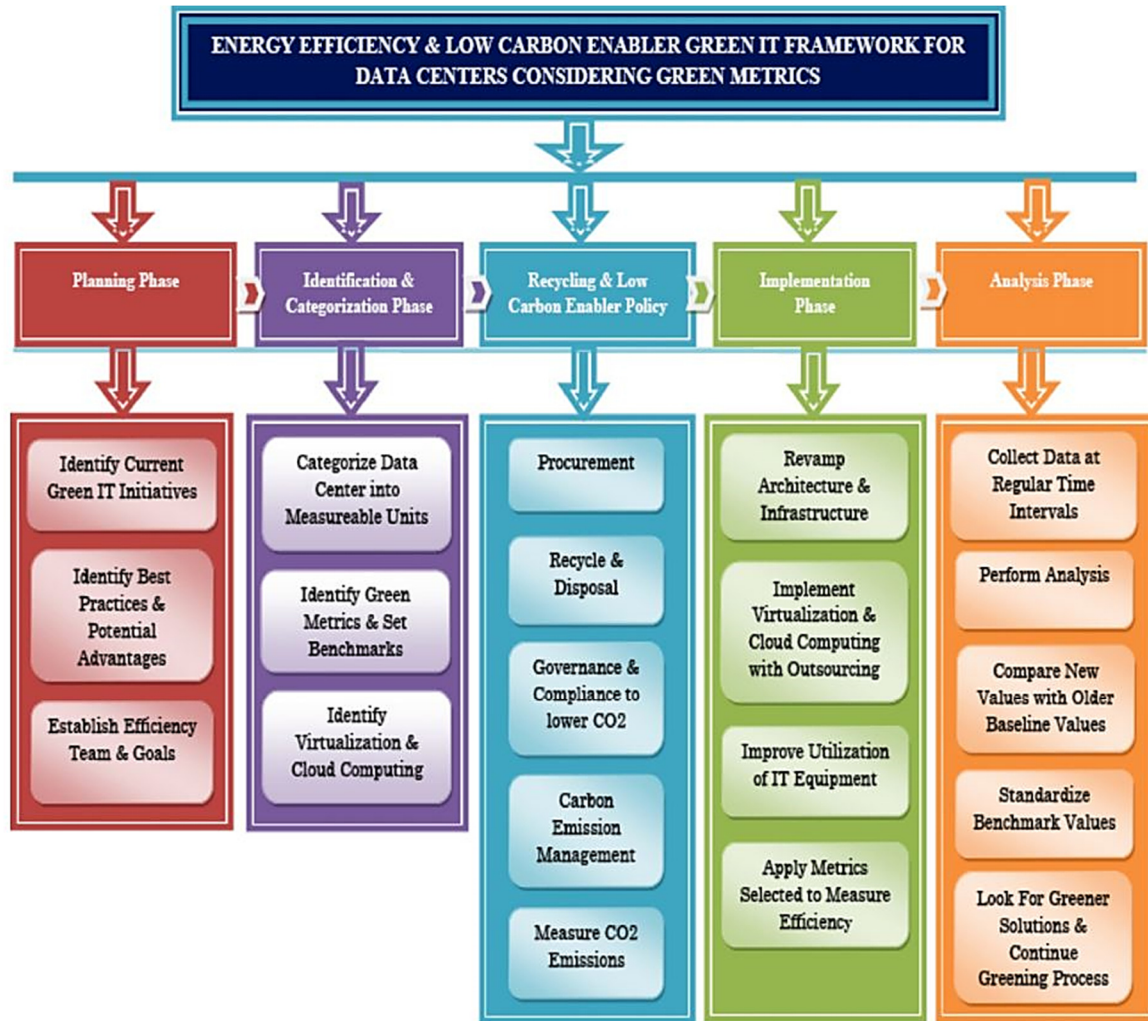 ENERGY EFFICIENCY & LOW CARBON ENABLER GREEN IT FRAMEWORK FOR
DATA CENTERS CONSIDERING GREEN METRICS
Planning Phase
Identification &
Categorization Phase
Recycling & Low
Carbon Enabler Policy
Implementation
Phase
Analysis Phase
Identify Current
Green IT Initiatives
Identify Best
Practices &
Potential
Advantages
Establish Efficiency
Team & Goals
Categorize Data
Center into
Measureable Units
Identify Green
Metrics & Set
Benchmarks
Identify
Virtualization &
Cloud Computing
Procurement
Recycle &
Disposal
Governance &
Compliance to
lower CO2
Carbon
Emission
Management
Measure CO2
Emissions
Revamp
Architecture &
Infrastructure
Implement
Virtualization &
Cloud Computing
with Outsourcing
Improve Utilization
of IT Equipment
Apply Metrics
Selected to Measure
Efficiency
Collect Data at
Regular Time
Intervals
Perform Analysis
Compare New
Values with Older
Baseline Values
Standardize
Benchmark Values
Look For Greener
Solutions &
Continue
Greening Process